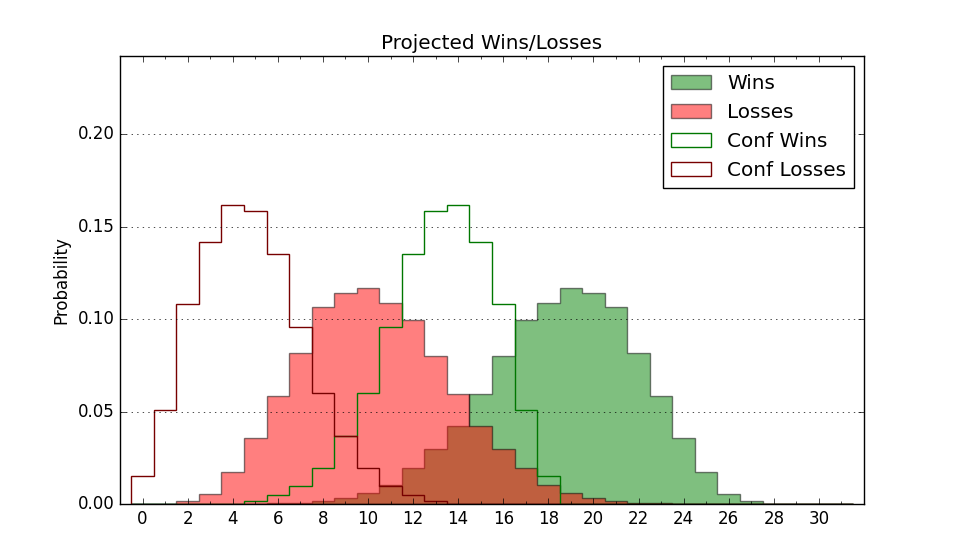 Projected Wins/Losses
Wins
Losses
Conf Wins
Conf Losses
Probability
0.20
0.15
0.10
0.05
0.00
0 2 4 6 8 10 12 14 16 18 20 22 24 26 28 30